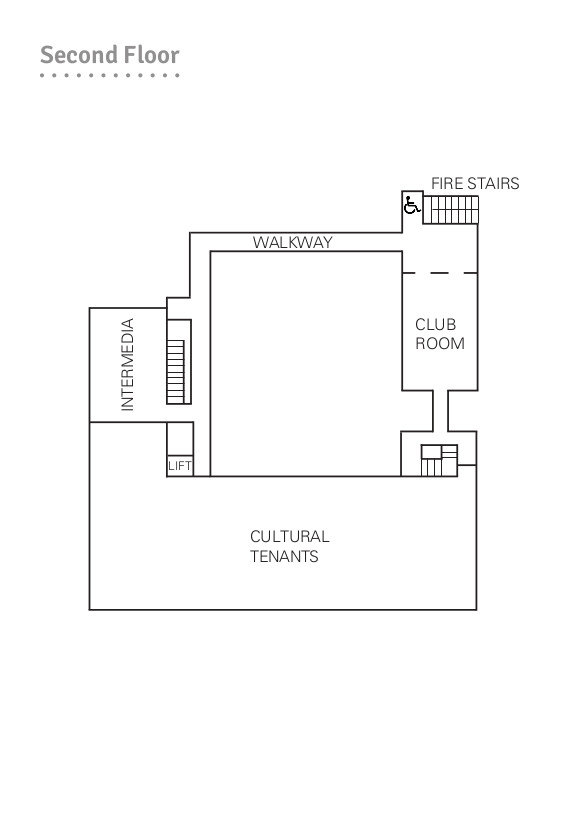 Second Floor
FIRE STAIRS
WALKWAY
CLUB
ROOM
INTERMEDIA
LIFT
CULTURAL
TENANTS